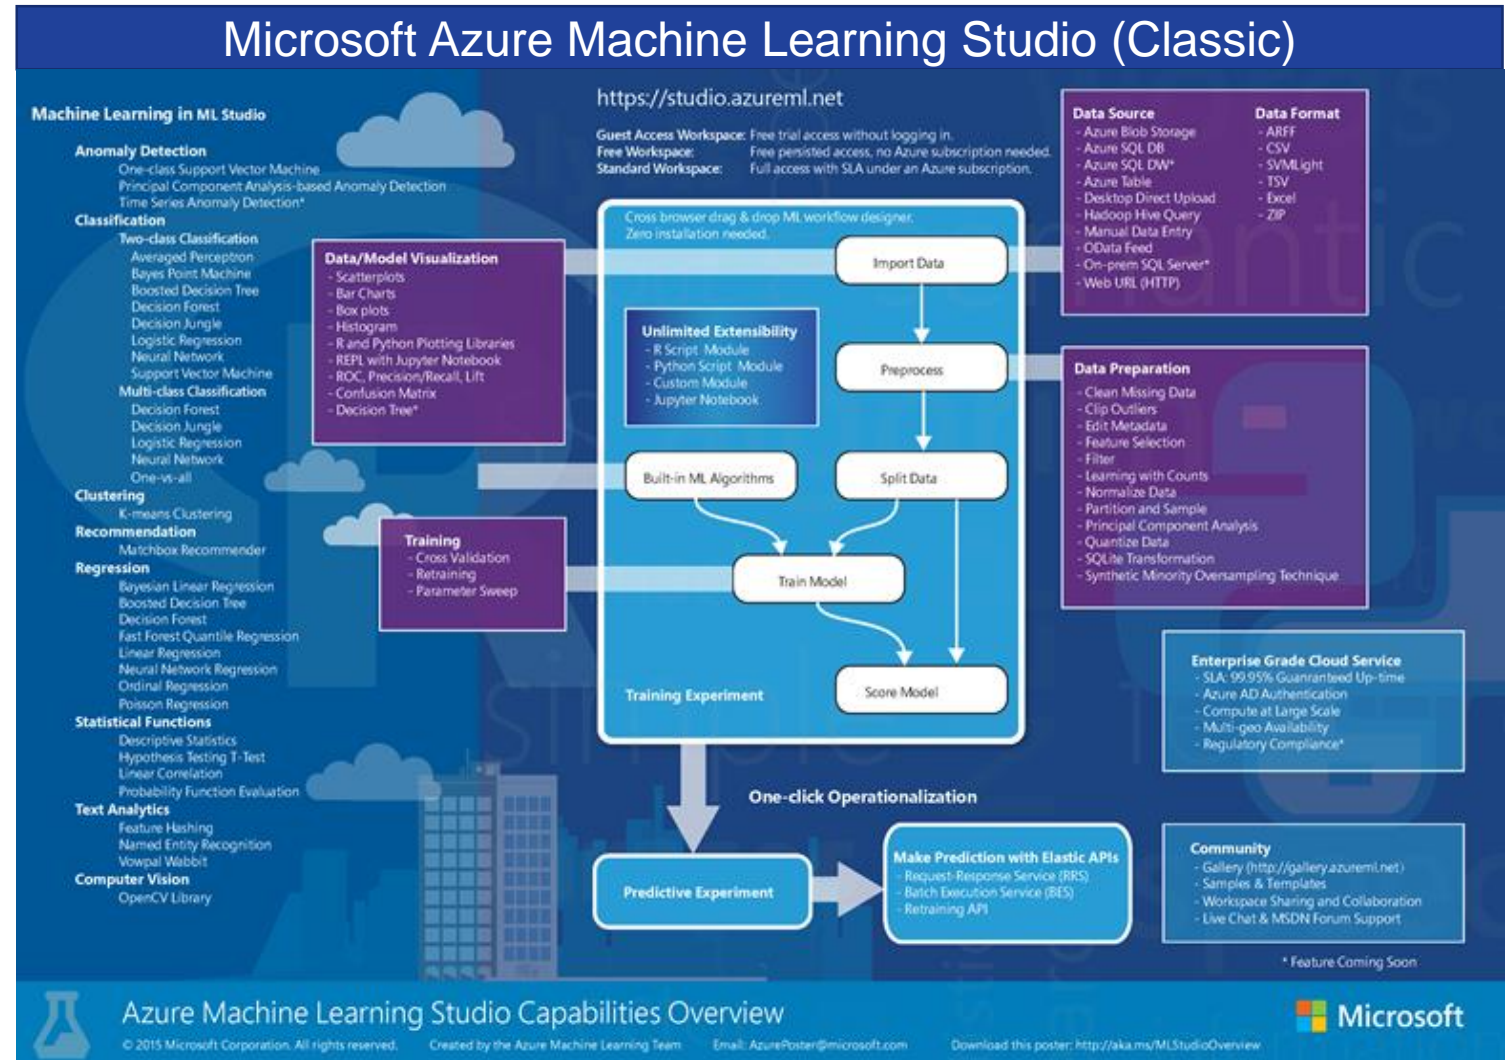 Microsoft Azure Machine Learning Studio (Classic)
Machine Learning in ML Studio
Anomaly Detection
One-class Support Vector Machine
Principal Component Analysis-based Anomaly Detection
Time Series Anomaly Detection*
Classification
Two-class Classification
Averaged Perceptron
Bayes Point Machine
Boosted Decision Tree
Decision Forest
Decision Jungle
Logistic Regression
Neural Network
Support Vector Machine
Multi-class Classification
Decision Forest
Decision Jungle
Logistic Regression
Neural Network
One-vs-all
Clustering
K-means Clustering
Recommendation
Matchbox Recommender
Regression
Bayesian Linear Regression
Boosted Decision Tree
Decision Forest
Fast Forest Quantile Regression
Linear Regression
Neural Network Regression
Ordinal Regression
Poisson Regression
Statistical Functions
Descriptive Statistics
Hypothesis Testing T-Test
Linear Correlation
Probability Function Evaluation
Text Analytics
Feature Hashing
Named Entity Recognition
Vowpal Wabbit
Computer Vision
OpenCV Library
Data/Model Visualization
- Scatterplots
- Bar Charts
- Box plots
- Histogram
- R and Python Plotting Libraries
- REPL with Jupyter Notebook
- ROC, Precision/Recall, Lift
- Confusion Matrix
- Decision Tree*
Training
- Cross Validation
- Retraining
- Parameter Sweep
https://studio.azureml.net
Guest Access Workspace: Free trial access without logging in.
Free Workspace: Free persisted access, no Azure subscription needed.
Standard Workspace: Full access with SLA under an Azure subscription.
Cross browser drag & drop ML workflow designer.
Zero installation needed.
Import Data
Unlimited Extensibility
- R Script Module
- Python Script Module
- Custom Module
- Jupyter Notebook
Preprocess
Built-in ML Algorithms
Split Data
Train Model
Score Model
Training Experiment
One-click Operationalization
Predictive Experiment
Make Prediction with Elastic APIs
- Request-Response Service (RRS)
- Batch Execution Service (BES)
- Retraining API
Data Source
- Azure Blob Storage
- Azure SQL DB
- Azure SQL DW*
- Azure Table
- Desktop Direct Upload
- Hadoop Hive Query
- Manual Data Entry
- OData Feed
- On-prem SQL Server*
- Web URL (HTTP)
Data Format
- ARFF
- CSV
- SVMLight
- TSV
- Excel
- ZIP
Data Preparation
- Clean Missing Data
- Clip Outliers
- Edit Metadata
- Feature Selection
- Filter
- Learning with Counts
- Normalize Data
- Partition and Sample
- Principal Component Analysis
- Quantize Data
- SQLite Transformation
- Synthetic Minority Oversampling Technique
Enterprise Grade Cloud Service
- SLA: 99.95% Guanranteed Up-time
- Azure AD Authentication
- Compute at Large Scale
- Multi-geo Availability
- Regulatory Compliance*
Community
- Gallery (http://gallery.azureml.net)
- Samples & Templates
- Workspace Sharing and Collaboration
- Live Chat & MSDN Forum Support
* Feature Coming Soon
Azure Machine Learning Studio Capabilities Overview
© 2015 Microsoft Corporation. All rights reserved. Created by the Azure Machine Learning Team Email: AzurePoster@microsoft.com Download this poster: http://aka.ms/MLStudioOverview
Microsoft